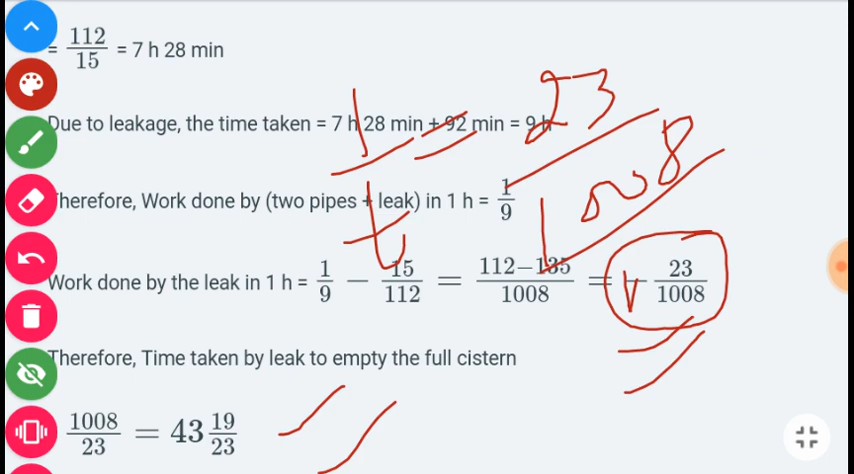 = 112/15 = 7 h 28 min
23
Due to leakage, the time taken = 7 h 28 min + 92 min = 9 h
1008
Therefore, Work done by (two pipes + leak) in 1 h = 1/9
Work done by the leak in 1 h = 1/9 − 15/112 = 112−135/1008 = − 23/1008
Therefore, Time taken by leak to empty the full cistern
1008/23 = 43 19/23